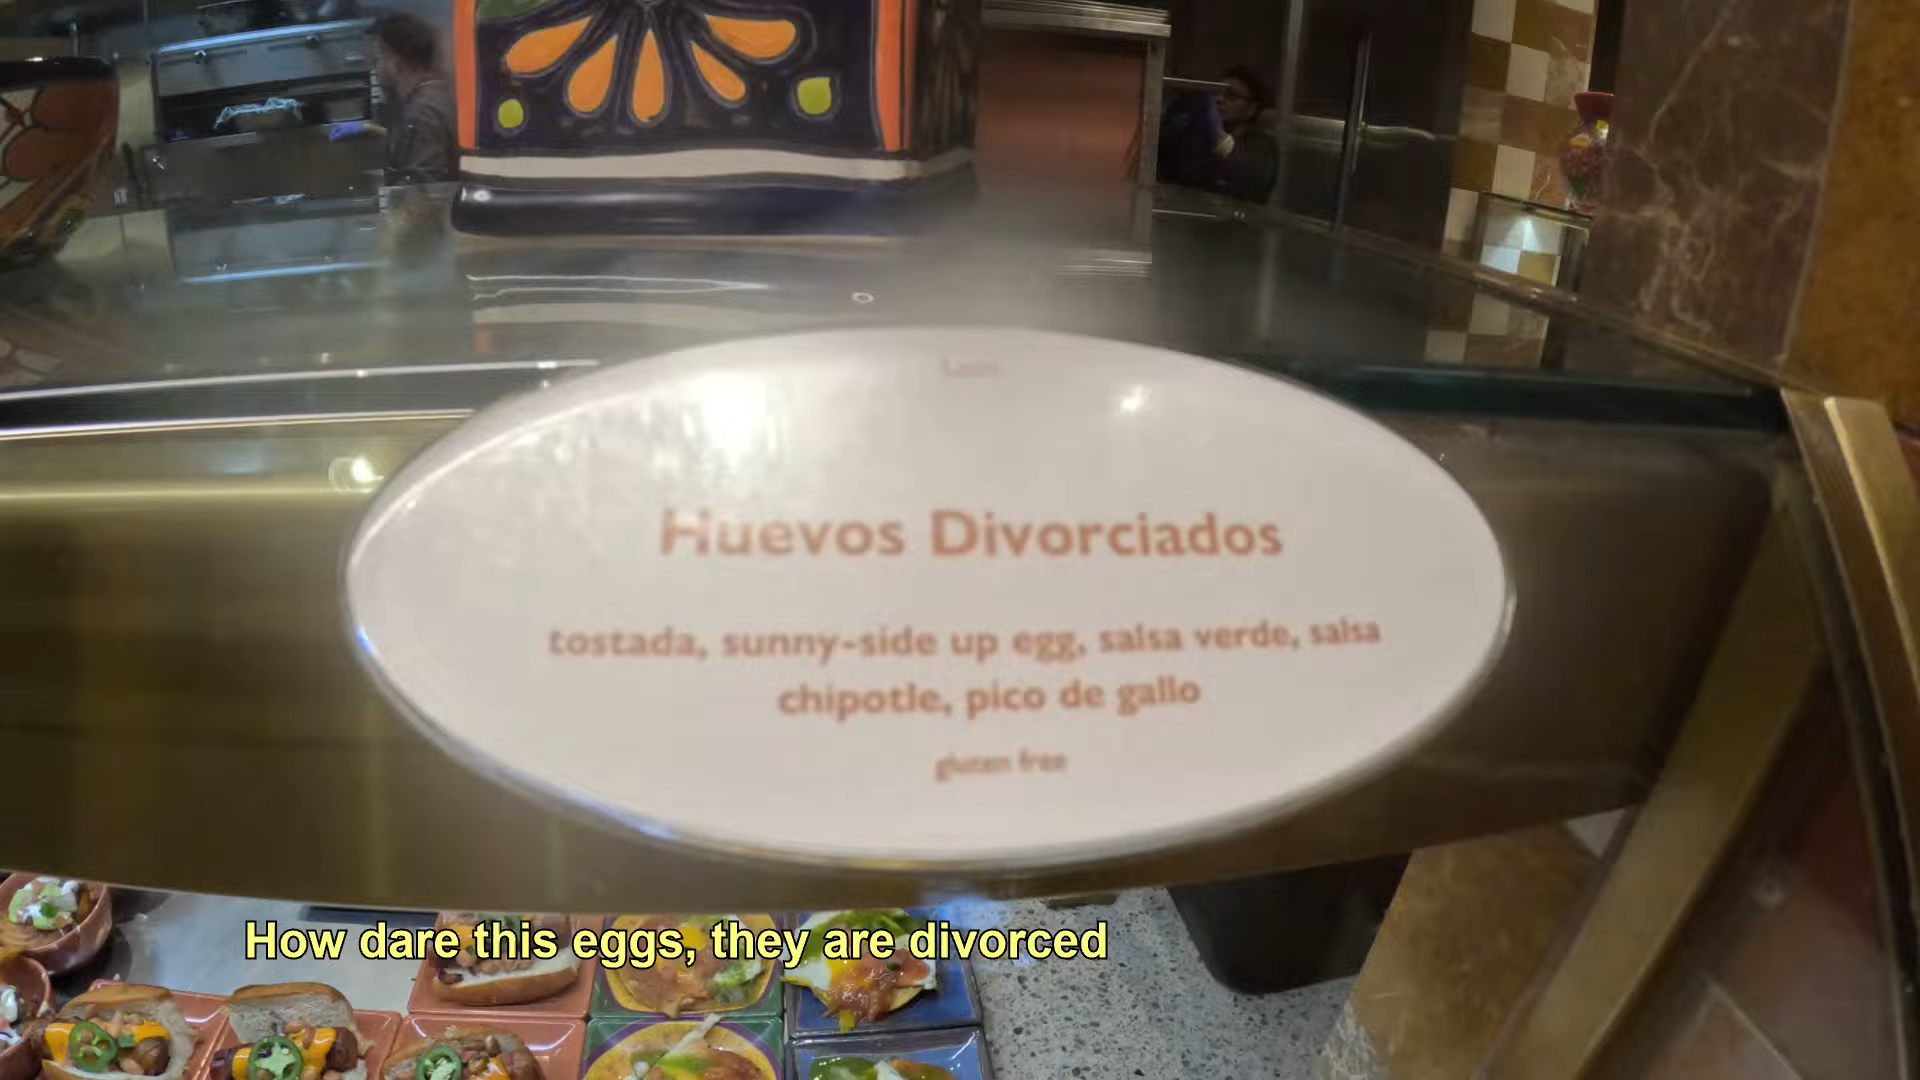 Huevos Divorciados
tostada, sunny-side up egg, salsa verde, salsa
chipotle, pico de gallo
gluten free
How dare this eggs, they are divorced